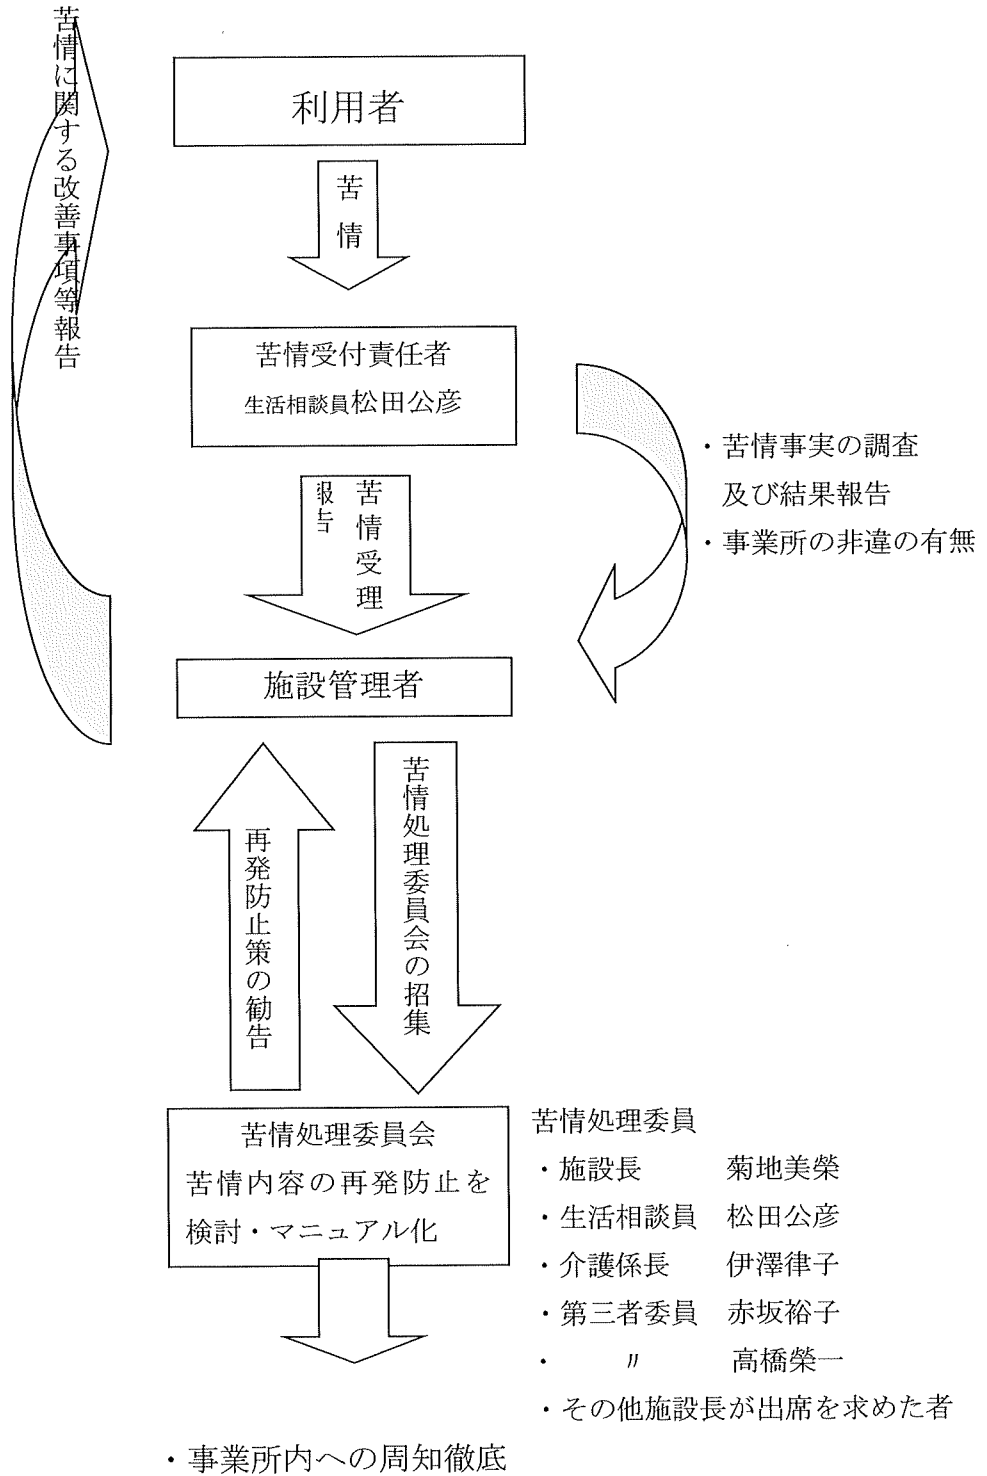 苦情に関する改善事項等報告
利用者
苦情
苦情受付責任者
生活相談員松田公彦
・苦情事実の調査
及び結果報告
・事業所の非違の有無
苦情受理
報告
施設管理者
再発防止策の勧告
苦情処理委員会の招集
苦情処理委員会
苦情内容の再発防止を
検討・マニュアル化
苦情処理委員
・施設長 菊地美榮
・生活相談員 松田公彦
・介護係長 伊澤律子
・第三者委員 赤坂裕子
・ 〃 高橋榮一
・その他施設長が出席を求めた者
・事業所内への周知徹底